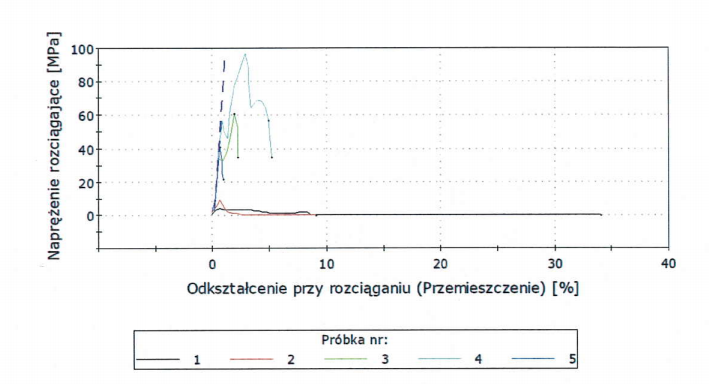 Naprężenie rozciągające [MPa]
100
80
60
40
20
0
0 10 20 30 40
Odkształcenie przy rozciąganiu (Przemieszczenie) [%]
Próbka nr:
1 2 3 4 5